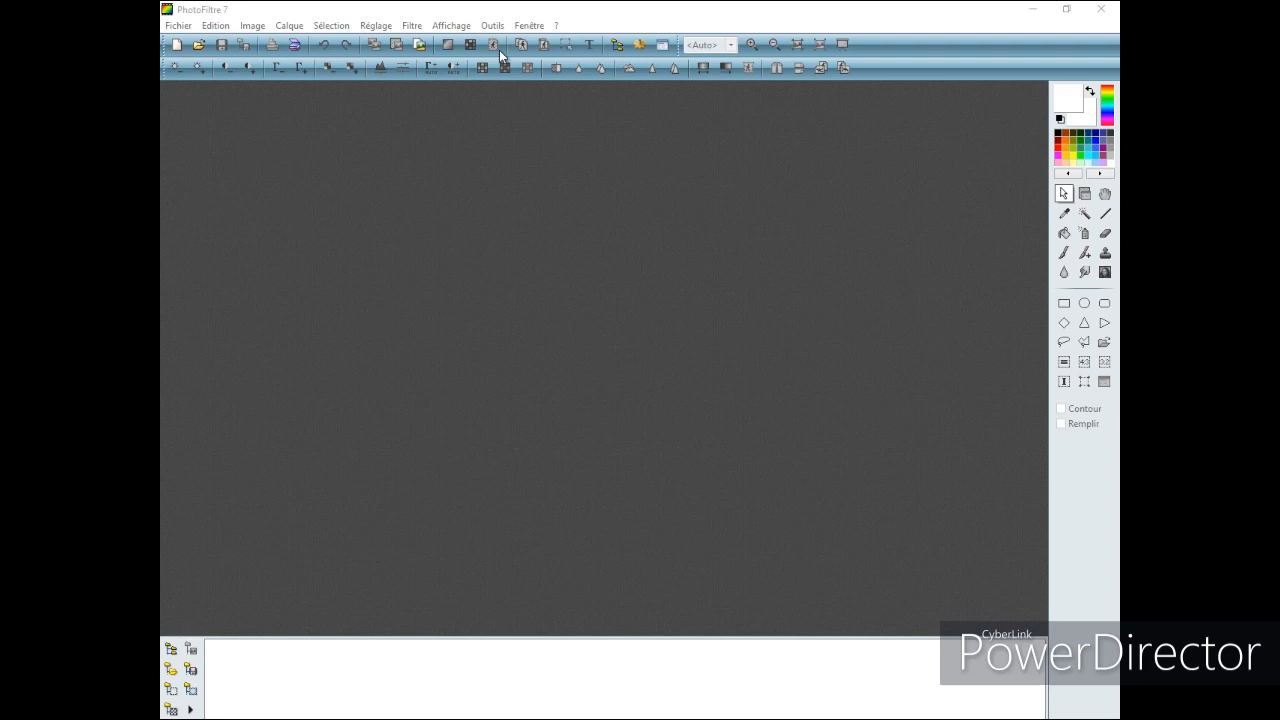 PhotoFiltre 7
Fichier Edition Image Calque Sélection Réglage Filtre Affichage Outils Fenêtre ?
<Auto>
Contour
Remplir
CyberLink
PowerDirector